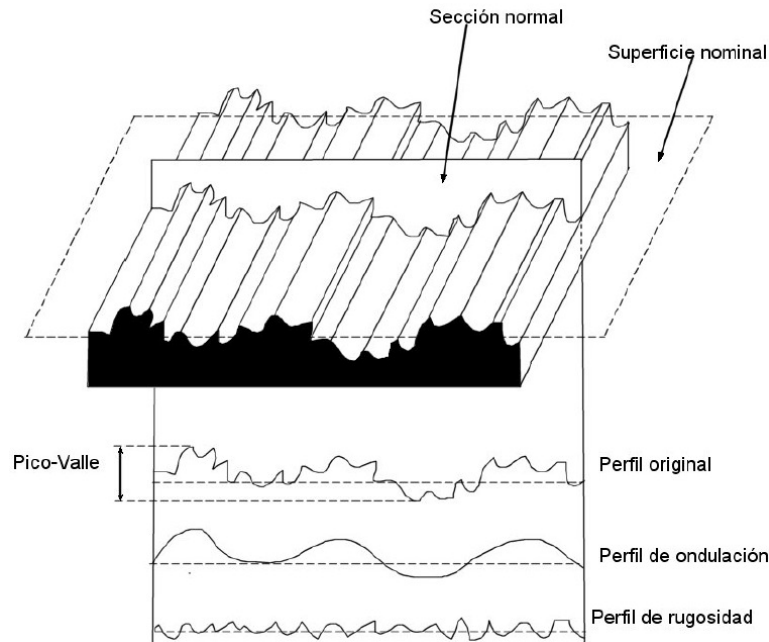 Sección normal
Superficie nominal
Pico-Valle
Perfil original
Perfil de ondulación
Perfil de rugosidad